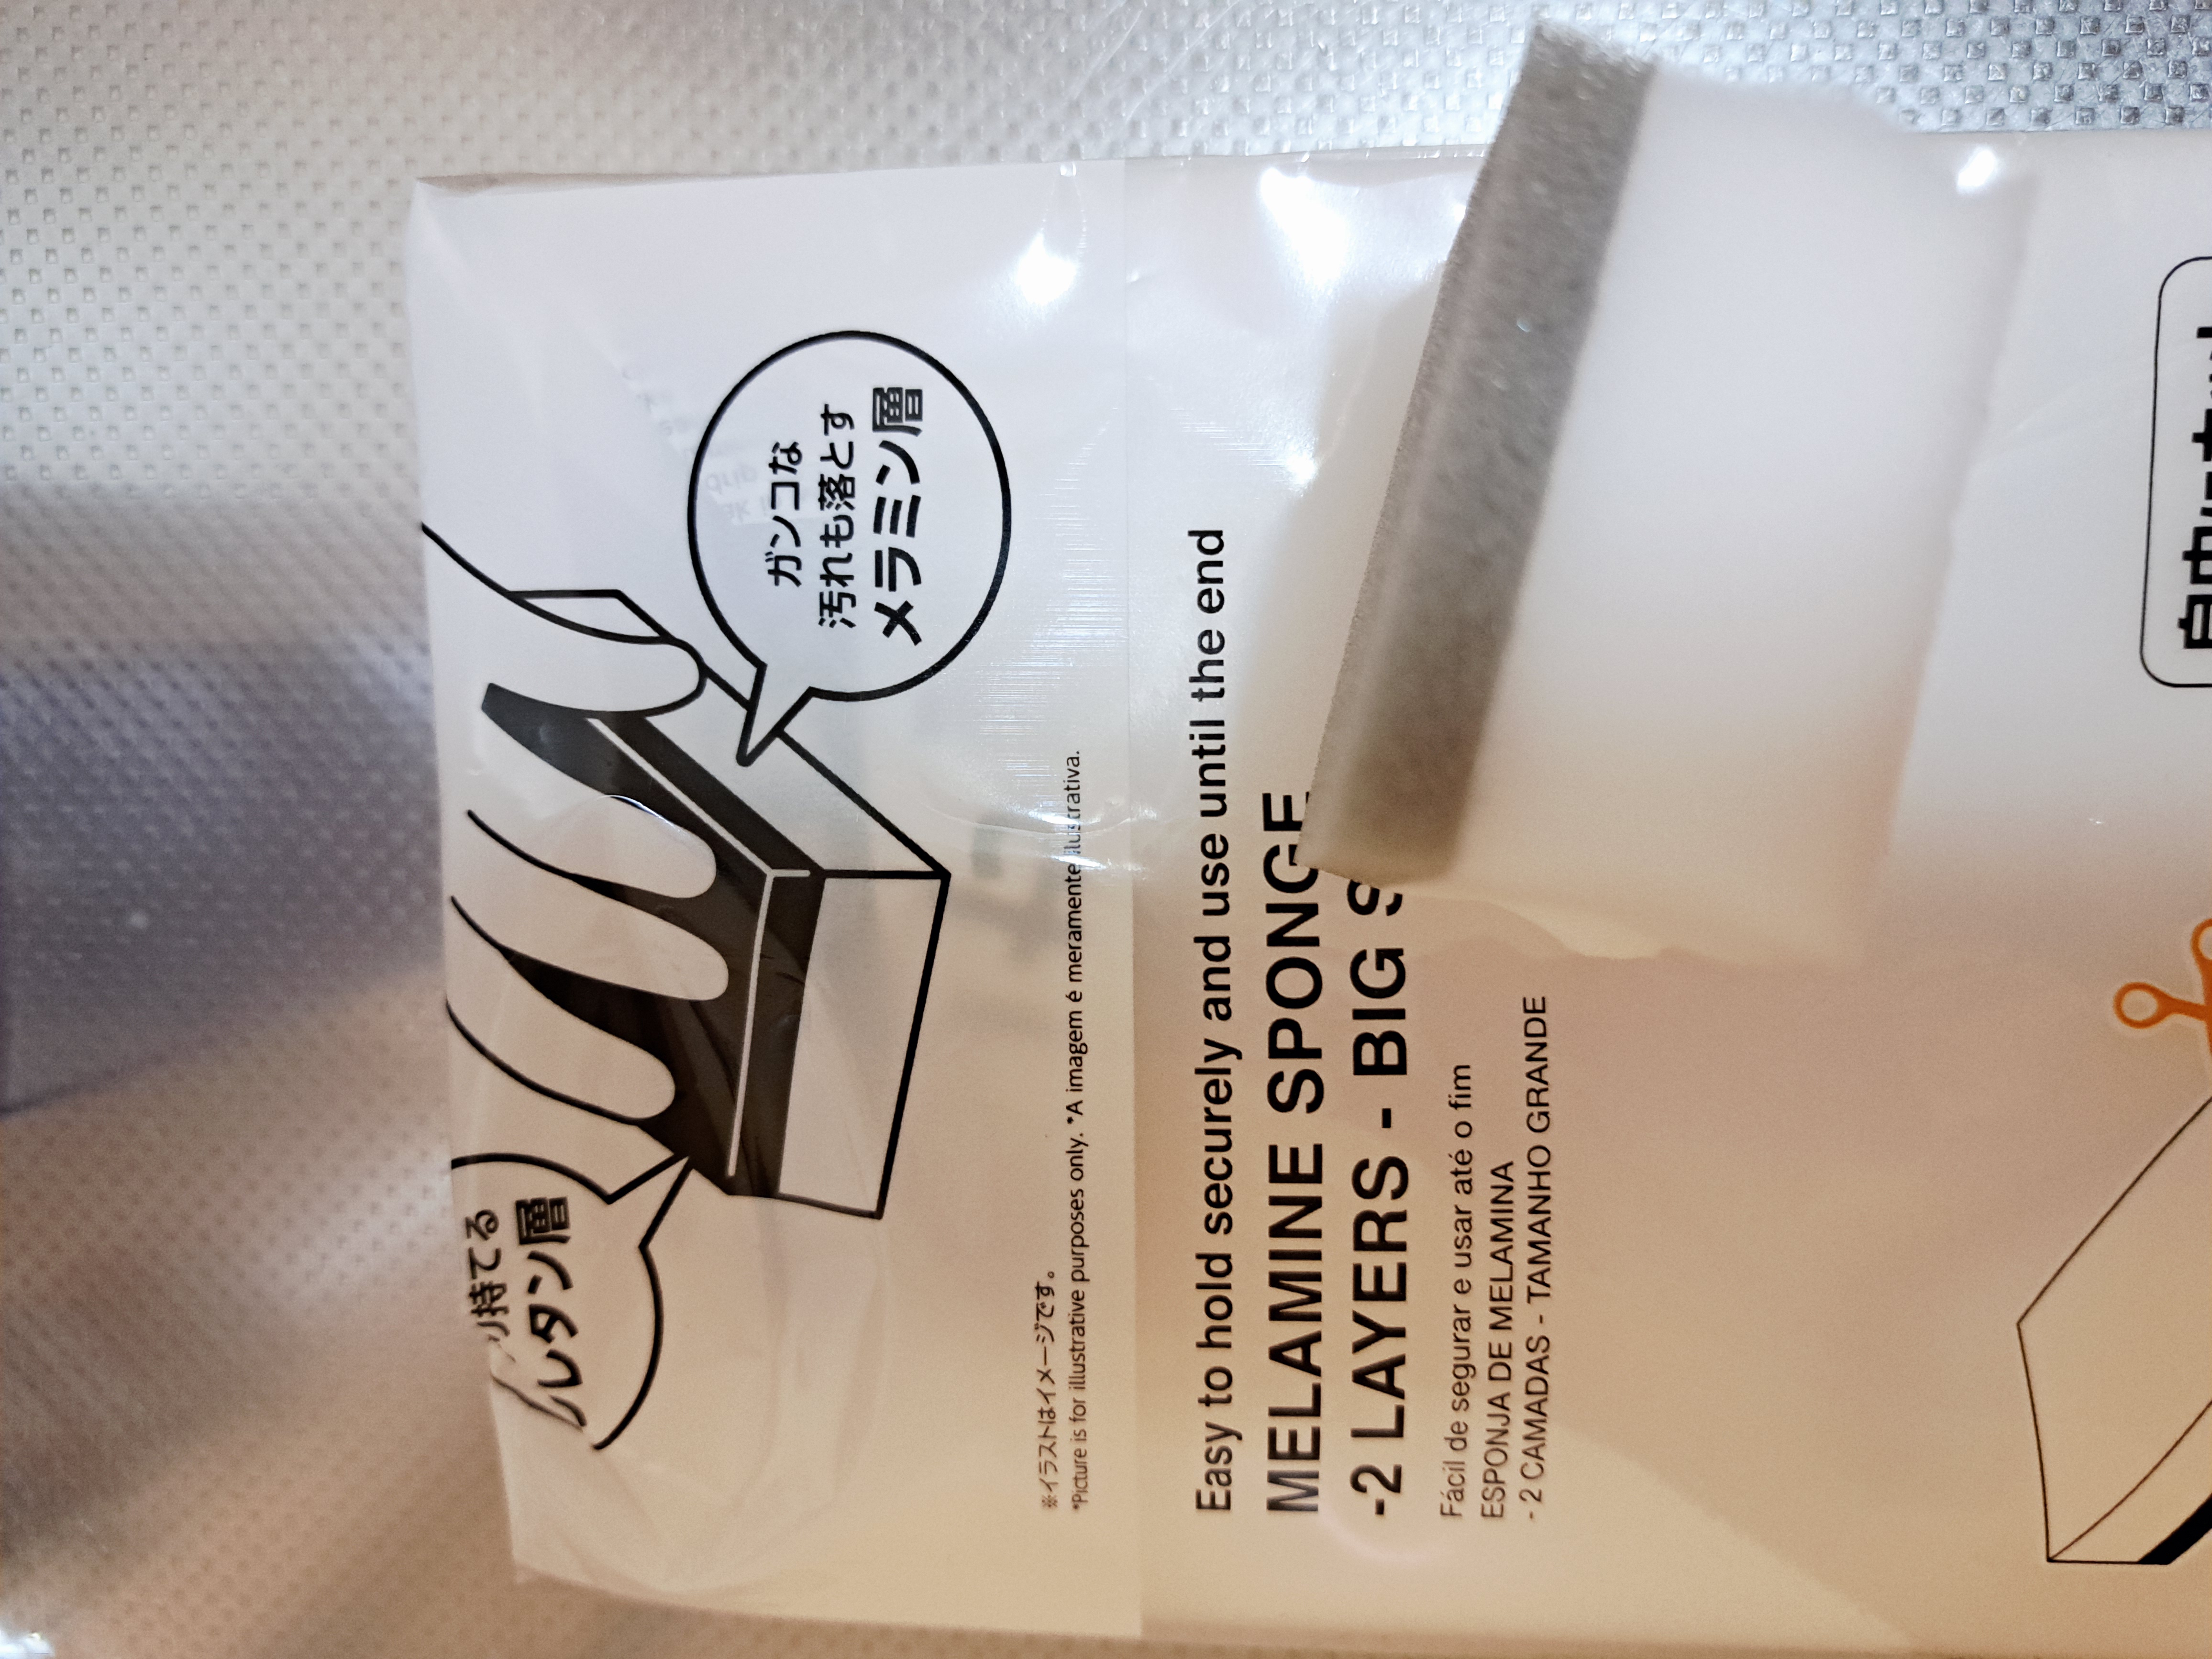 持てる
レタン層
ガンコな
汚れも落とす
メラミン層
※イラストはイメージです。
*Picture is for illustrative purposes only. *A imagem é meramente ilustrativa.
Easy to hold securely and use until the end
MELAMINE SPONGE
-2 LAYERS - BIG
Fácil de segurar e usar até o fim
ESPONJA DE MELAMINA
- 2 CAMADAS - TAMANHO GRANDE